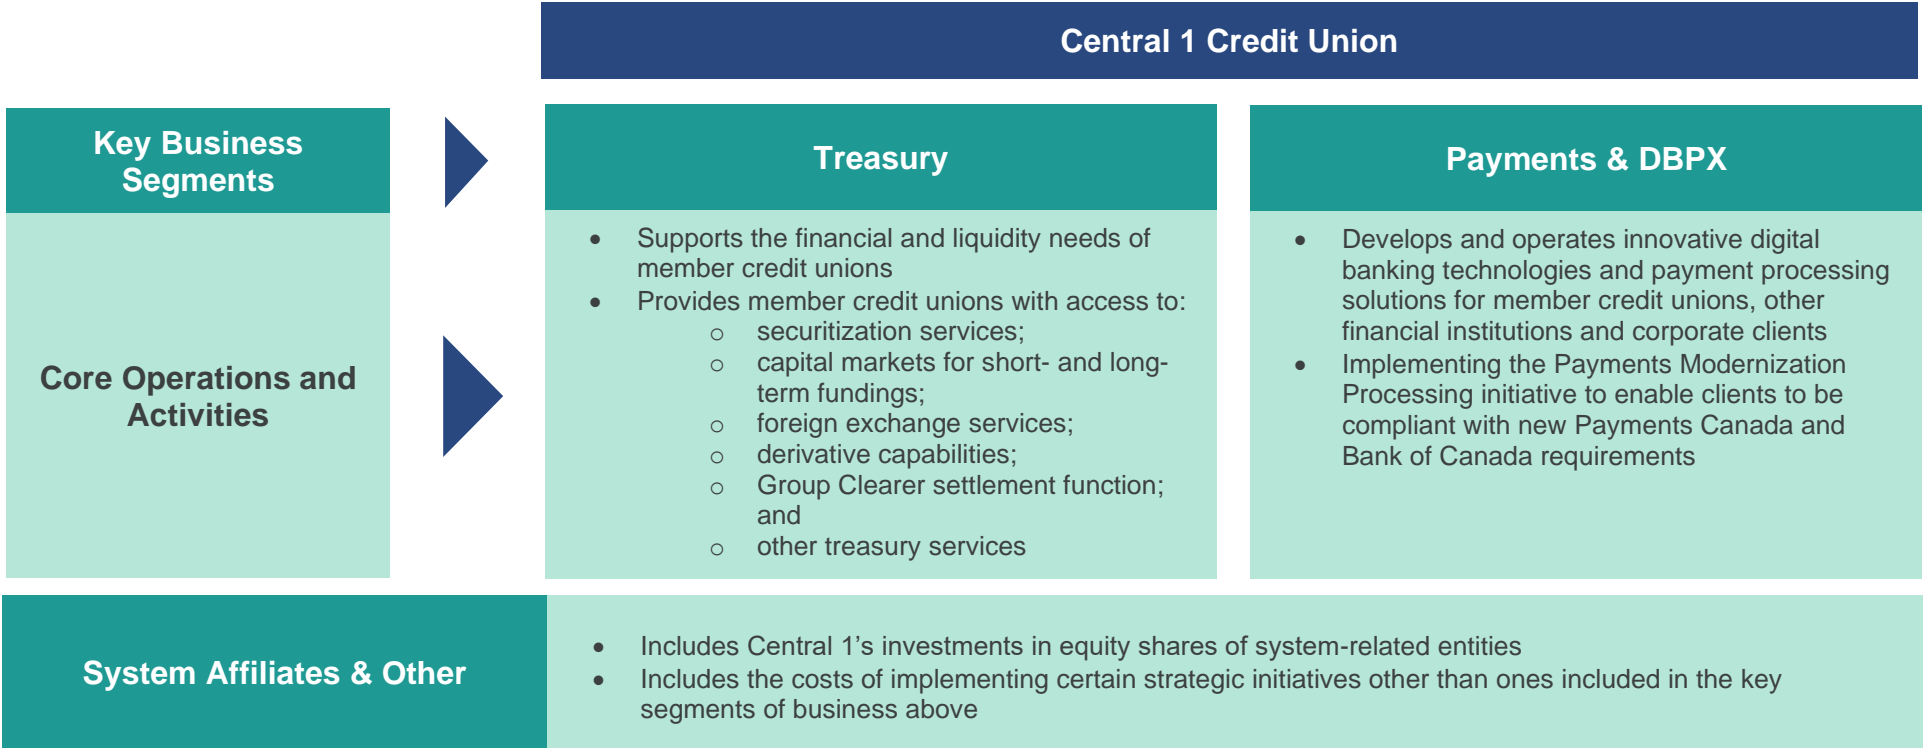 Central 1 Credit Union
Key Business
Segments
Treasury
Payments & DBPX
Core Operations and
Activities
• Supports the financial and liquidity needs of
member credit unions
• Provides member credit unions with access to:
o securitization services;
o capital markets for short- and long-
term fundings;
o foreign exchange services;
o derivative capabilities;
o Group Clearer settlement function;
and
o other treasury services
• Develops and operates innovative digital
banking technologies and payment processing
solutions for member credit unions, other
financial institutions and corporate clients
• Implementing the Payments Modernization
Processing initiative to enable clients to be
compliant with new Payments Canada and
Bank of Canada requirements
System Affiliates & Other
• Includes Central 1’s investments in equity shares of system-related entities
• Includes the costs of implementing certain strategic initiatives other than ones included in the key
segments of business above